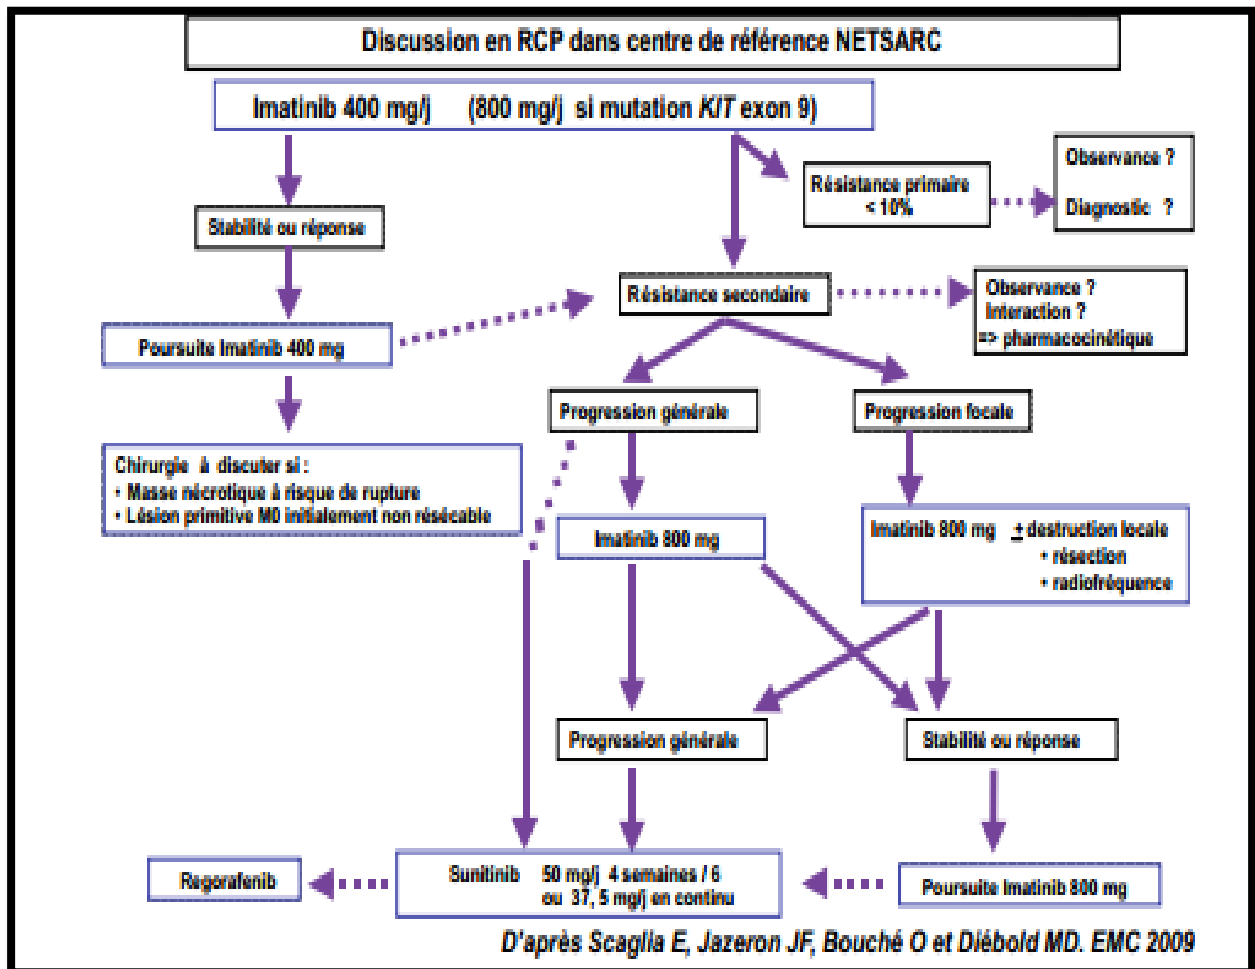 Discussion en RCP dans centre de référence NETSARC
Imatinib 400 mg/j (800 mg/j si mutation KIT exon 9)
Résistance primaire
< 10%
Observance ?
Diagnostic ?
Stabilité ou réponse
Résistance secondaire
Observance ?
Interaction ?
=> pharmacocinétique
Poursuite Imatinib 400 mg
Progression générale
Progression focale
Chirurgie à discuter si :
• Masse nécrotique à risque de rupture
• Lésion primitive M0 initialement non résécable
Imatinib 800 mg
Imatinib 800 mg ± destruction locale
• résection
• radiofréquence
Progression générale
Stabilité ou réponse
Regorafenib
Sunitinib 50 mg/j 4 semaines / 6
ou 37, 5 mg/j en continu
Poursuite Imatinib 800 mg
D'après Scaglia E, Jazeron JF, Bouché O et Diébold MD. EMC 2009